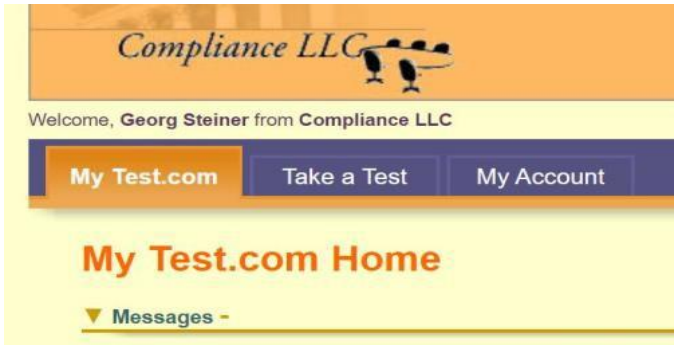 Compliance LLC
Welcome, Georg Steiner from Compliance LLC
My Test.com Take a Test My Account
My Test.com Home
▼ Messages -